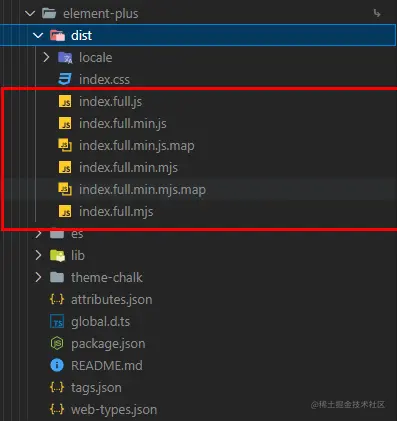 element-plus
dist
locale
index.css
index.full.js
index.full.min.js
index.full.min.js.map
index.full.min.mjs
index.full.min.mjs.map
index.full.mjs
es
lib
theme-chalk
attributes.json
global.d.ts
package.json
README.md
tags.json
web-types.json
@稀土掘金技术社区